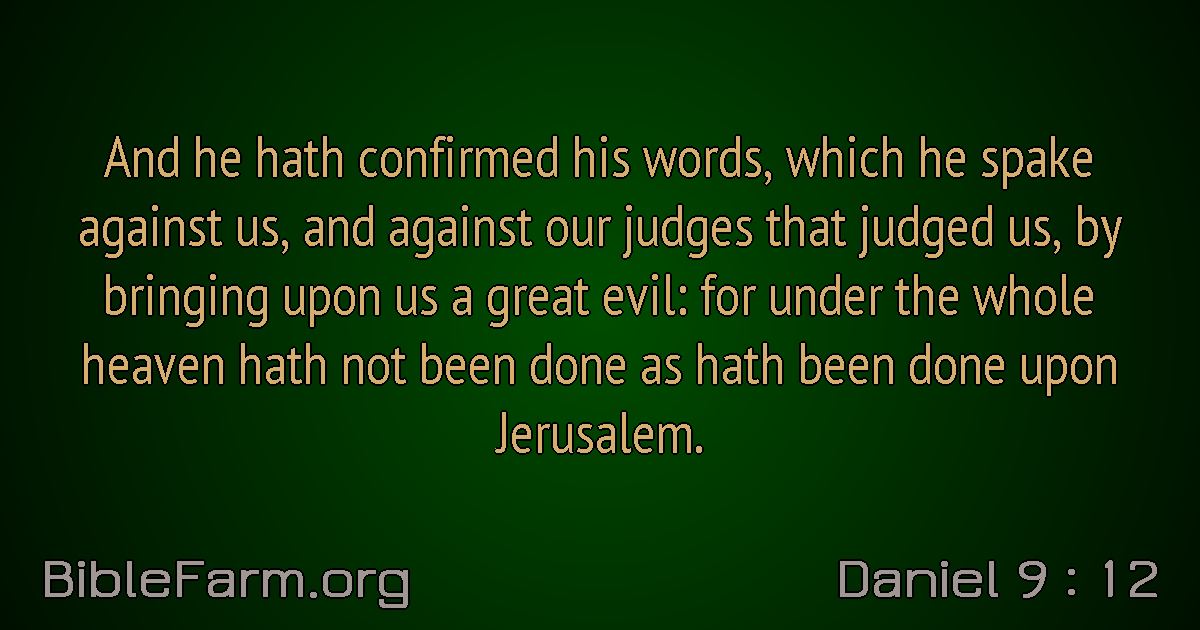 And he hath confirmed his words, which he spake
against us, and against our judges that judged us, by
bringing upon us a great evil: for under the whole
heaven hath not been done as hath been done upon
Jerusalem.
BibleFarm.org
Daniel 9 : 12